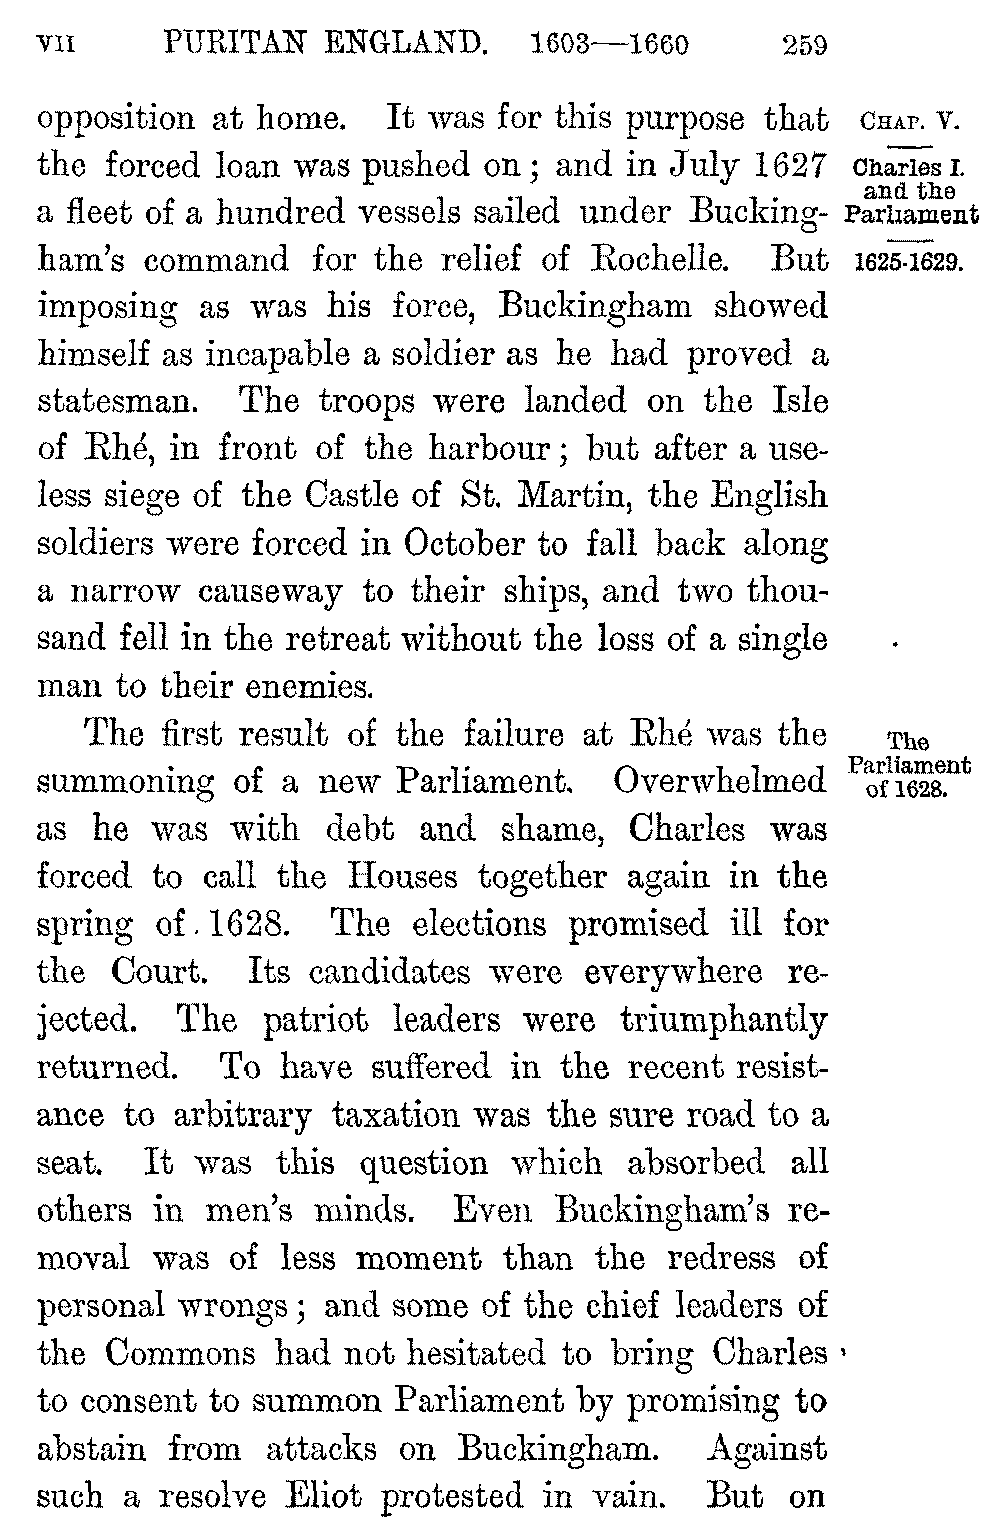 VII PURITAN ENGLAND. 1603—1660 259
opposition at home. It was for this purpose that
the forced loan was pushed on; and in July 1627
a fleet of a hundred vessels sailed under Bucking-
ham's command for the relief of Rochelle. But
imposing as was his force, Buckingham showed
himself as incapable a soldier as he had proved a
statesman. The troops were landed on the Isle
of Rhé, in front of the harbour; but after a use-
less siege of the Castle of St. Martin, the English
soldiers were forced in October to fall back along
a narrow causeway to their ships, and two thou-
sand fell in the retreat without the loss of a single
man to their enemies.
CHAP. V.
Charles I.
and the
Parliament
1625-1629.
The first result of the failure at Rhé was the
summoning of a new Parliament. Overwhelmed
as he was with debt and shame, Charles was
forced to call the Houses together again in the
spring of 1628. The elections promised ill for
the Court. Its candidates were everywhere re-
jected. The patriot leaders were triumphantly
returned. To have suffered in the recent resist-
ance to arbitrary taxation was the sure road to a
seat. It was this question which absorbed all
others in men's minds. Even Buckingham's re-
moval was of less moment than the redress of
personal wrongs; and some of the chief leaders of
the Commons had not hesitated to bring Charles
to consent to summon Parliament by promising to
abstain from attacks on Buckingham. Against
such a resolve Eliot protested in vain. But on
The
Parliament
of 1628.